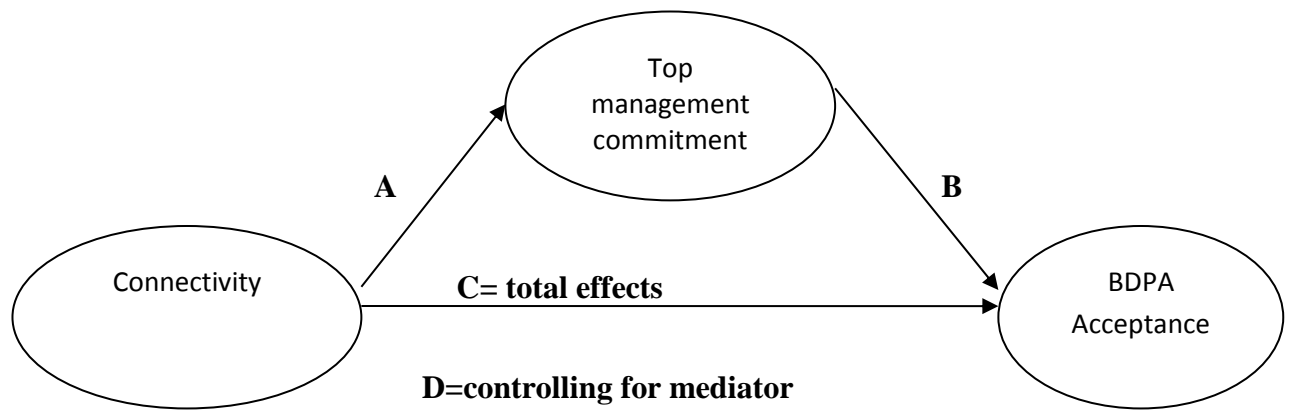 Top
management
commitment
A
B
Connectivity
C= total effects
BDPA
Acceptance
D=controlling for mediator